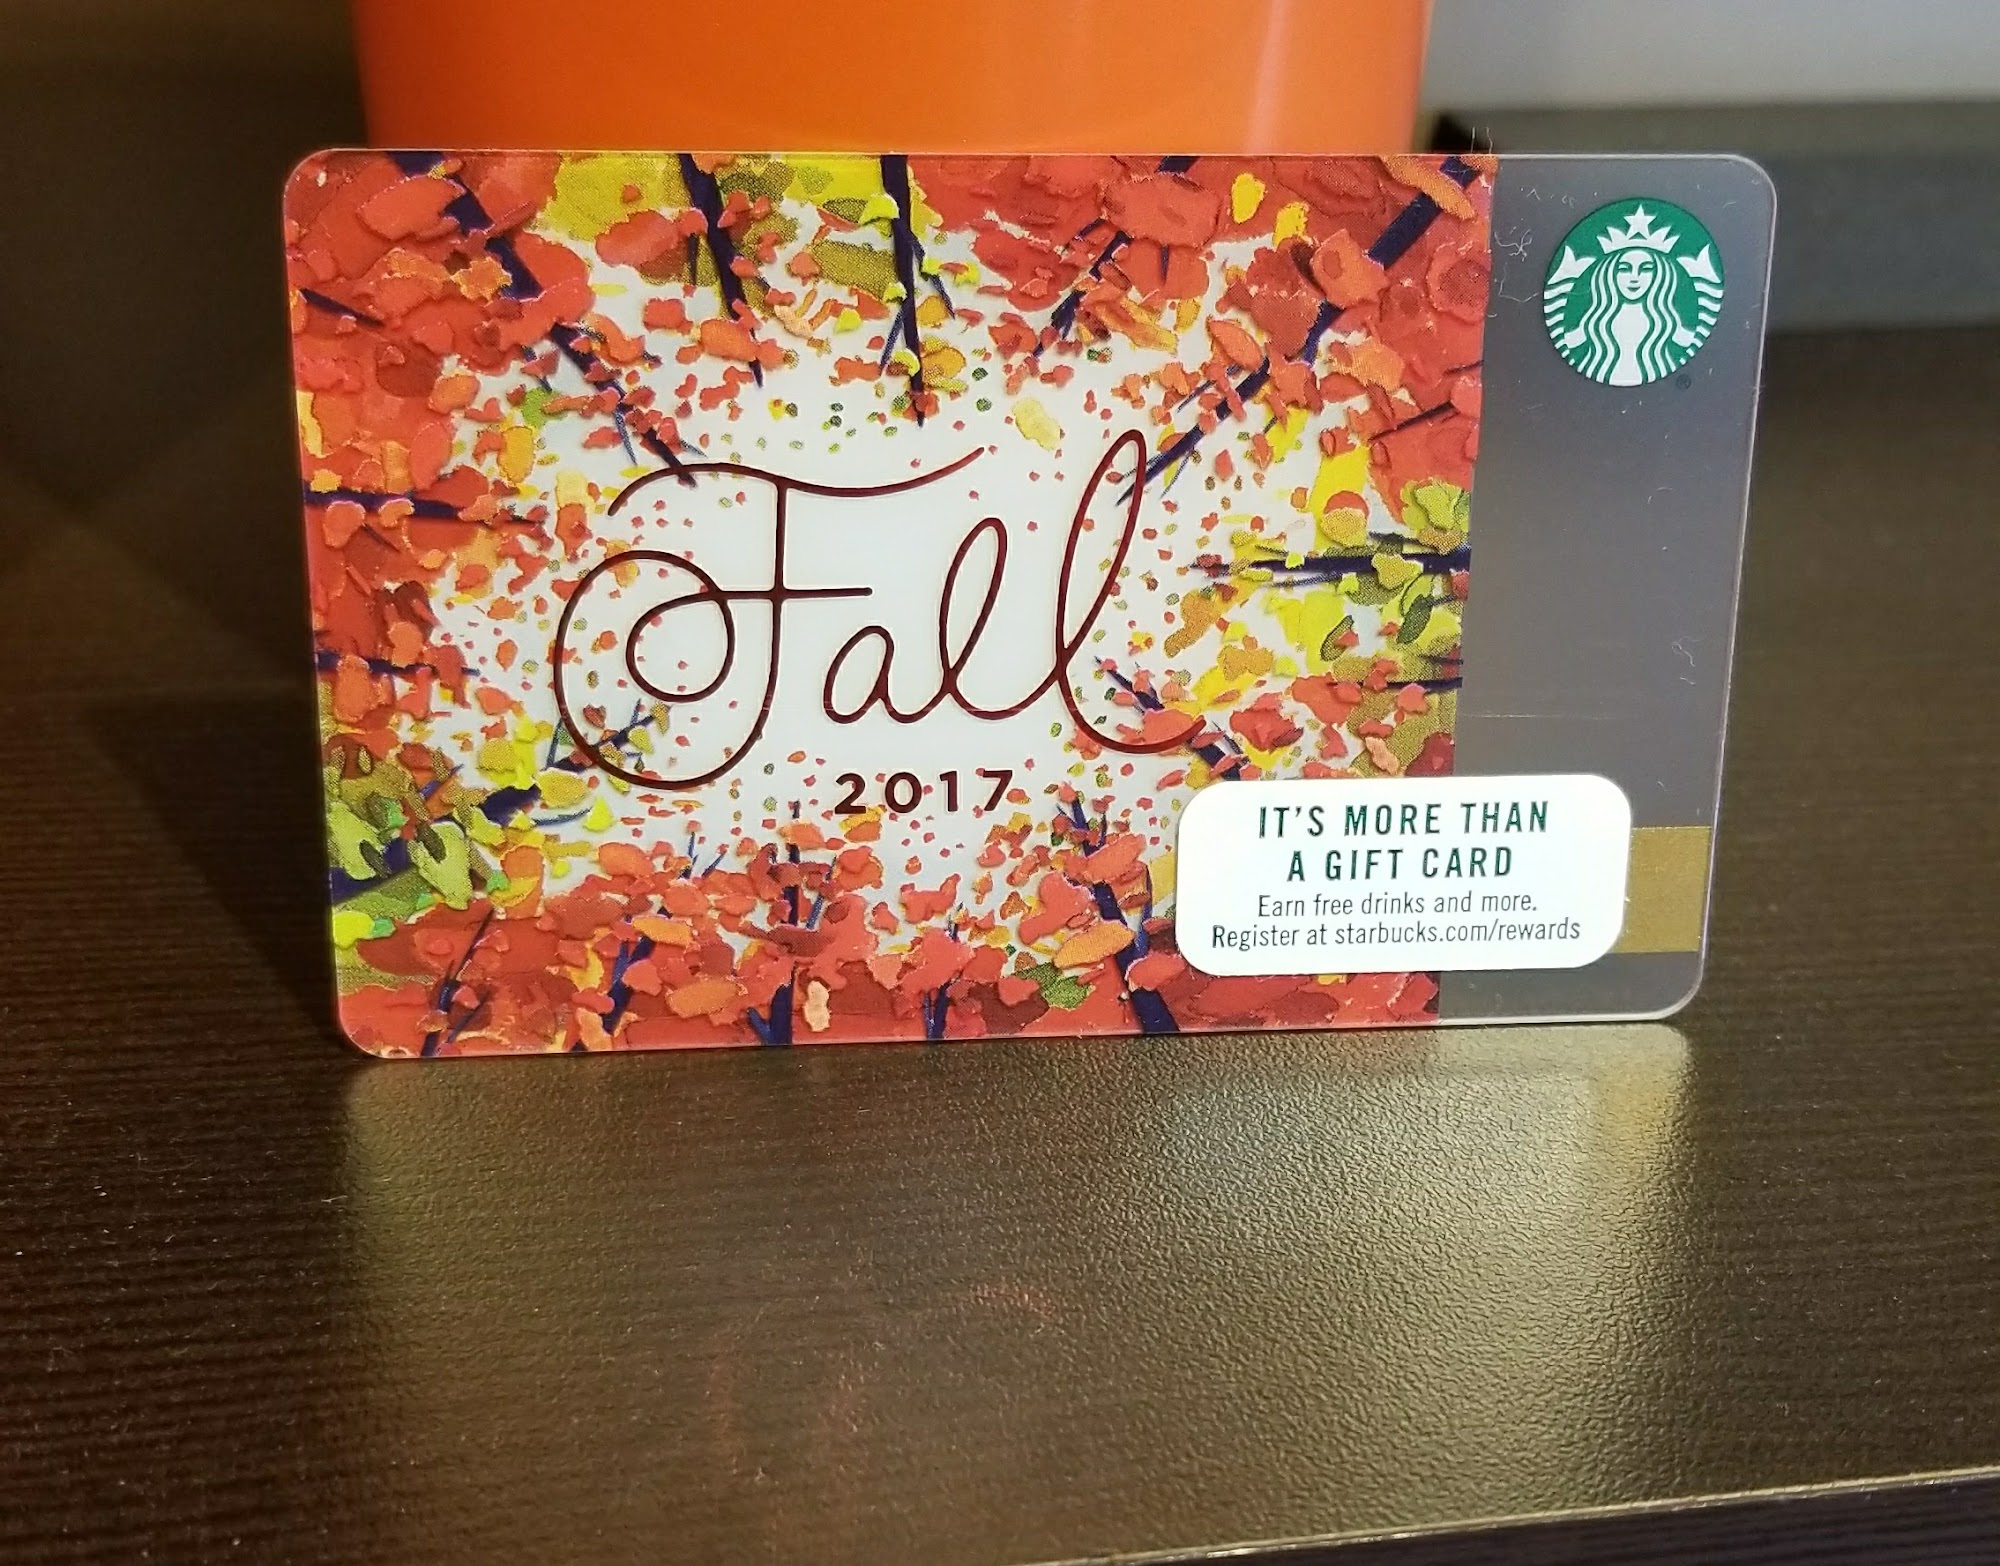 Fall
2017
IT'S MORE THAN
A GIFT CARD
Earn free drinks and more.
Register at starbucks.com/rewards